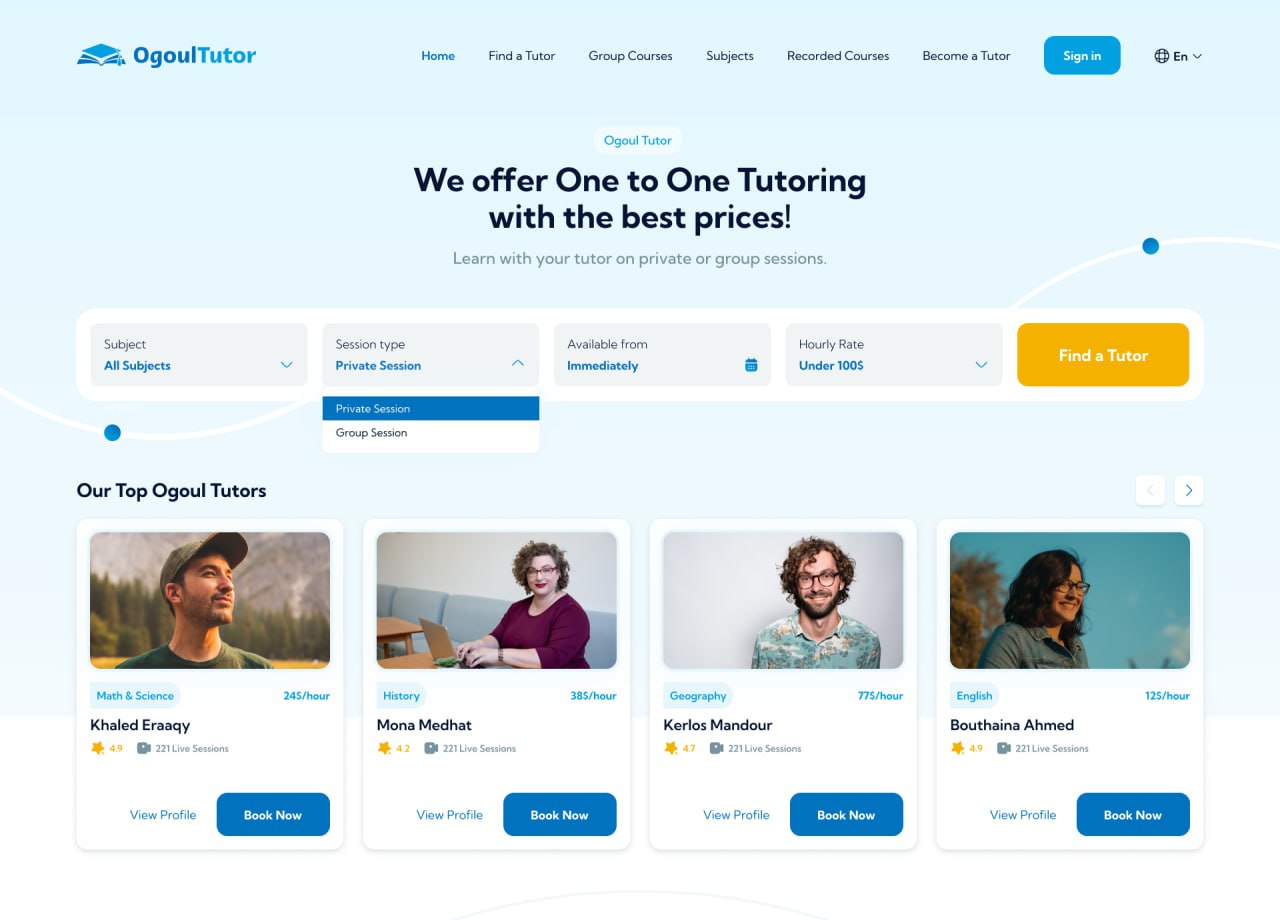 OgoulTutor
Home
Find a Tutor
Group Courses
Subjects
Recorded Courses
Become a Tutor
Sign in
En
Ogoul Tutor
We offer One to One Tutoring
with the best prices!
Learn with your tutor on private or group sessions.
Subject
All Subjects
Session type
Private Session
Available from
Immediately
Hourly Rate
Under 100$
Find a Tutor
Private Session
Group Session
Our Top Ogoul Tutors
Math & Science
24$/hour
Khaled Eraaqy
4.9
221 Live Sessions
View Profile
Book Now
History
38$/hour
Mona Medhat
4.2
221 Live Sessions
View Profile
Book Now
Geography
77$/hour
Kerlos Mandour
4.7
221 Live Sessions
View Profile
Book Now
English
12$/hour
Bouthaina Ahmed
4.9
221 Live Sessions
View Profile
Book Now